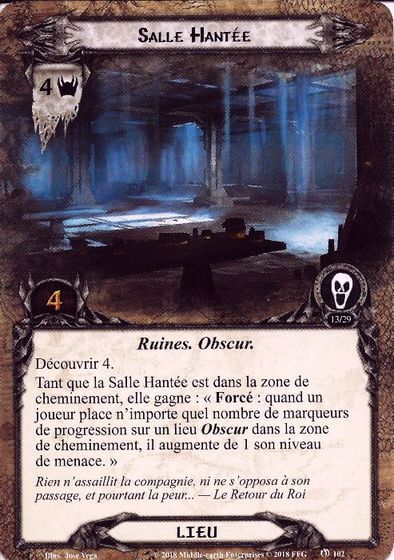 Salle Hantée
4
4
13/29
Ruines. Obscur.
Découvrir 4.
Tant que la Salle Hantée est dans la zone de
cheminement, elle gagne : « Forcé : quand un
joueur place n'importe quel nombre de marqueurs
de progression sur un lieu Obscur dans la zone
de cheminement, il augmente de 1 son niveau
de menace. »
Rien n'assaillit la compagnie, ni ne s'opposa à son
passage, et pourtant la peur... — Le Retour du Roi
LIEU
Illus. Jose Vega
© 2018 Middle-earth Enterprises © 2018 FFG
102